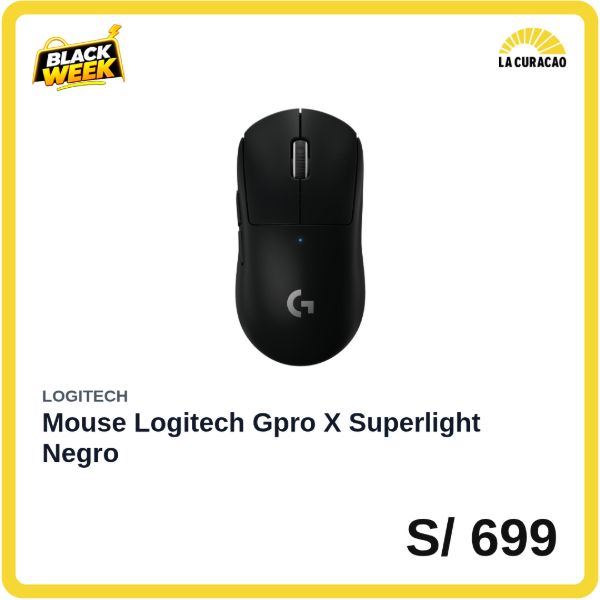 BLACK
WEEK
LA CURACAO
G
LOGITECH
Mouse Logitech Gpro X Superlight
Negro
S/ 699